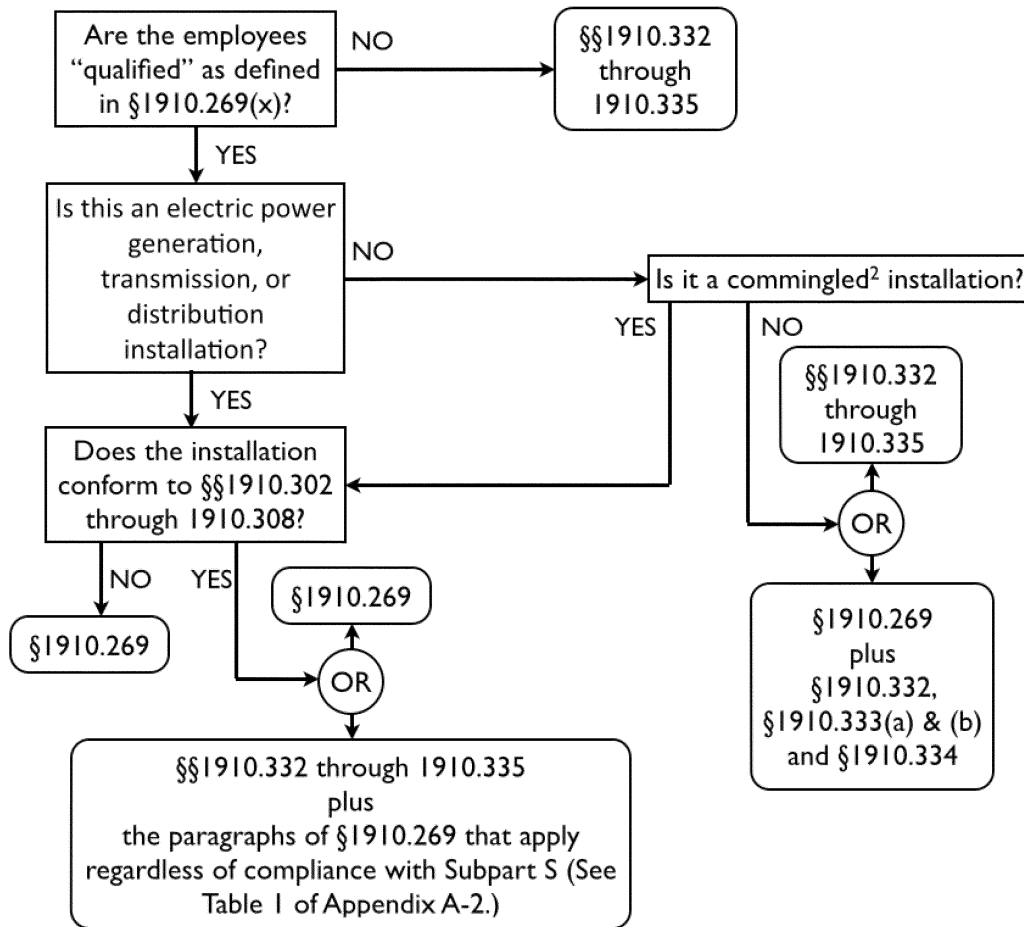 Are the employees
“qualified” as defined
in §1910.269(x)?
NO
§§1910.332
through
1910.335
YES
Is this an electric power
generation,
transmission, or
distribution
installation?
NO
Is it a commingled² installation?
YES
NO
§§1910.332
through
1910.335
YES
Does the installation
conform to §§1910.302
through 1910.308?
OR
NO
YES
§1910.269
§1910.269
OR
§1910.269
plus
§1910.332,
§1910.333(a) & (b)
and §1910.334
§§1910.332 through 1910.335
plus
the paragraphs of §1910.269 that apply
regardless of compliance with Subpart S (See
Table 1 of Appendix A-2.)